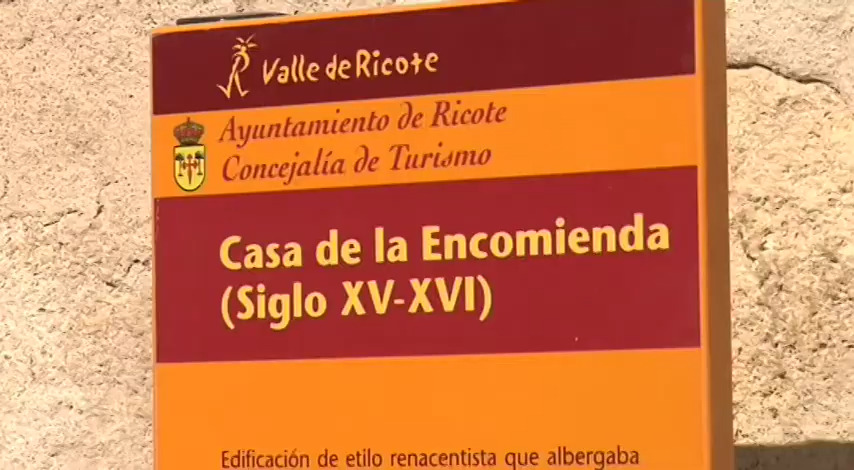 Valle de Ricote
Ayuntamiento de Ricote
Concejalía de Turismo
Casa de la Encomienda
(Siglo XV-XVI)
Edificación de etilo renacentista que albergaba